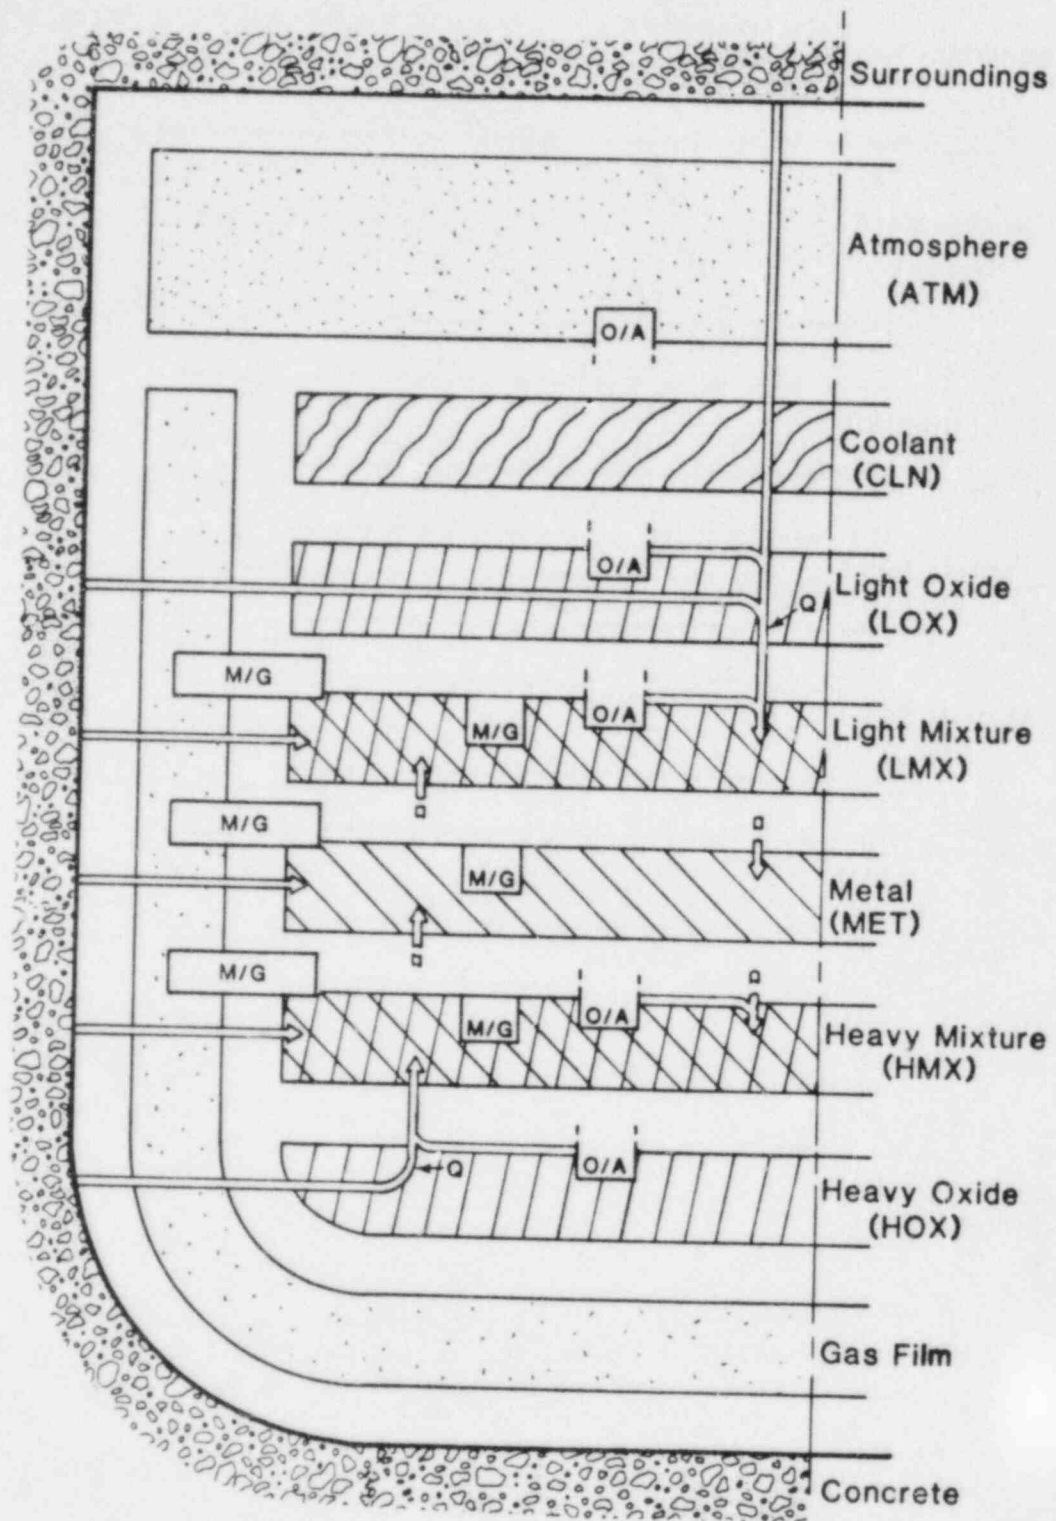 Surroundings
Atmosphere
(ATM)
O/A
Coolant
(CLN)
O/A
Light Oxide
(LOX)
Q
M/G
M/G
O/A
Light Mixture
(LMX)
M/G
M/G
Metal
(MET)
M/G
M/G
O/A
Heavy Mixture
(HMX)
Q
O/A
Heavy Oxide
(HOX)
Gas Film
Concrete